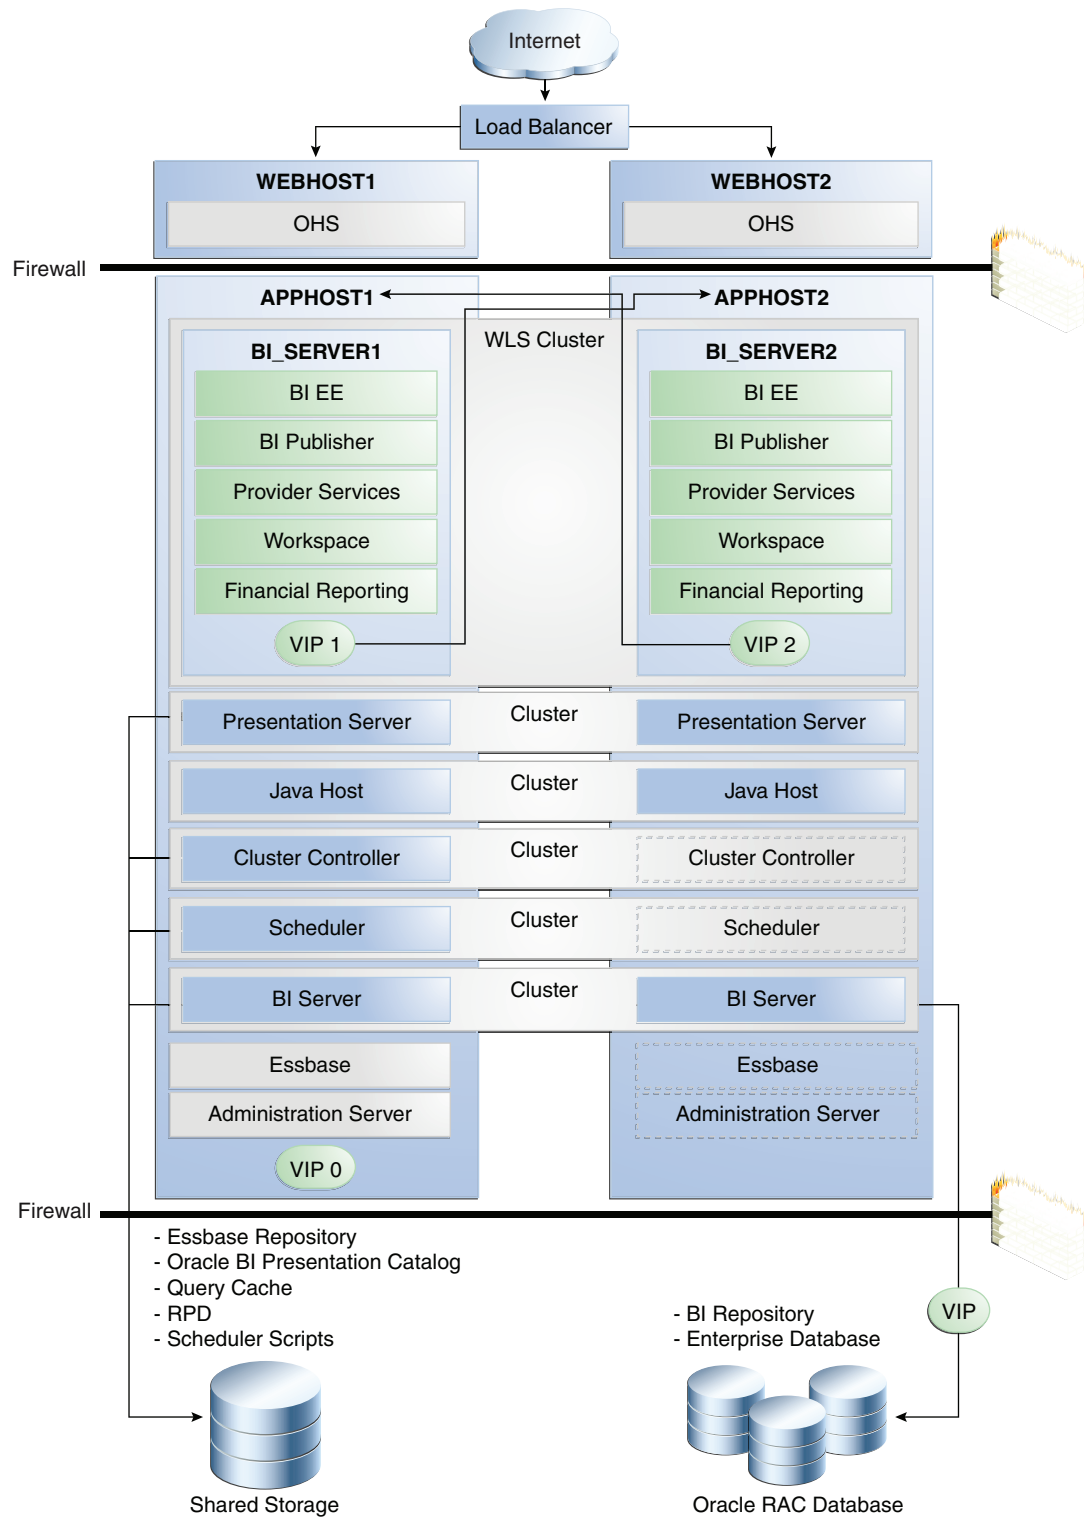 Internet
Load Balancer
WEBHOST1
WEBHOST2
OHS
OHS
Firewall
APPHOST1
APPHOST2
WLS Cluster
BI_SERVER1
BI_SERVER2
BI EE
BI EE
BI Publisher
BI Publisher
Provider Services
Provider Services
Workspace
Workspace
Financial Reporting
Financial Reporting
VIP 1
VIP 2
Presentation Server
Cluster
Presentation Server
Java Host
Cluster
Java Host
Cluster Controller
Cluster
Cluster Controller
Scheduler
Cluster
Scheduler
BI Server
Cluster
BI Server
Essbase
Essbase
Administration Server
Administration Server
VIP 0
Firewall
- Essbase Repository
- Oracle BI Presentation Catalog
- Query Cache
- RPD
- Scheduler Scripts
- BI Repository
- Enterprise Database
VIP
Shared Storage
Oracle RAC Database